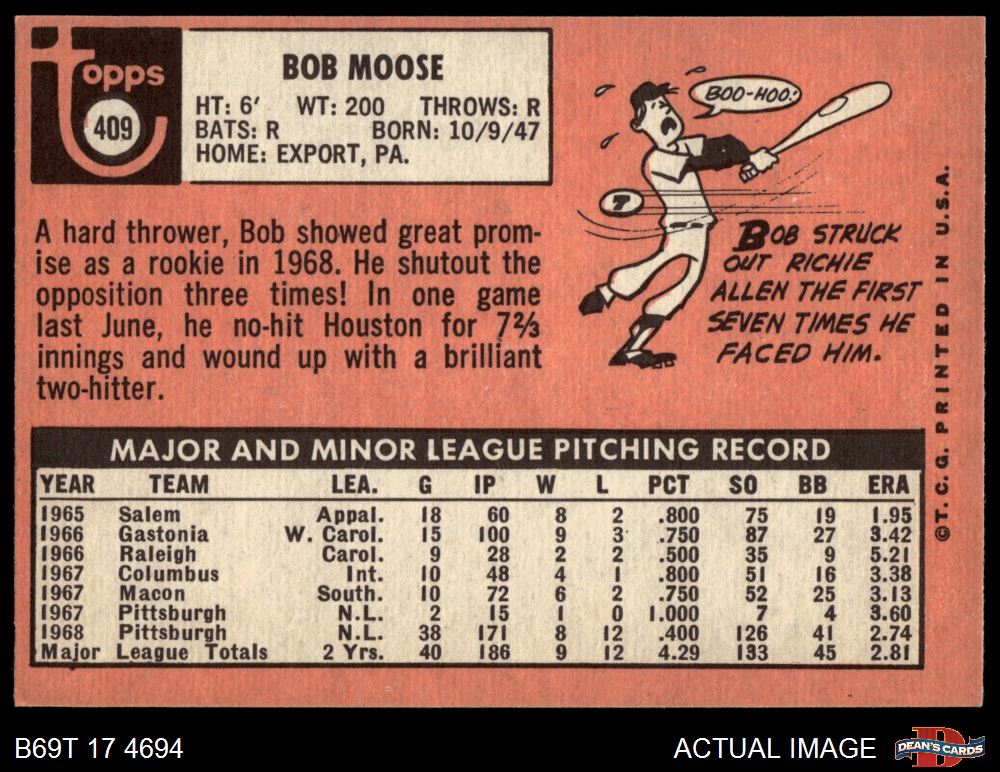 Topps
409
BOB MOOSE
HT: 6' WT: 200 THROWS: R
BATS: R BORN: 10/9/47
HOME: EXPORT, PA.
A hard thrower, Bob showed great prom-
ise as a rookie in 1968. He shutout the
opposition three times! In one game
last June, he no-hit Houston for 7⅔
innings and wound up with a brilliant
two-hitter.
BOO-HOO!
7
BOB STRUCK
OUT RICHIE
ALLEN THE FIRST
SEVEN TIMES HE
FACED HIM.
©T.C.G. PRINTED IN U.S.A.
MAJOR AND MINOR LEAGUE PITCHING RECORD
YEAR TEAM LEA. G IP W L PCT SO BB ERA
1965 Salem Appal. 18 60 8 2 .800 75 19 1.95
1966 Gastonia W. Carol. 15 100 9 3 .750 87 27 3.42
1966 Raleigh Carol. 9 28 2 2 .500 35 9 5.21
1967 Columbus Int. 10 48 4 1 .800 51 16 3.38
1967 Macon South. 10 72 6 2 .750 52 25 3.13
1967 Pittsburgh N.L. 2 15 1 0 1.000 7 4 3.60
1968 Pittsburgh N.L. 38 171 8 12 .400 126 41 2.74
Major League Totals 2 Yrs. 40 186 9 12 4.29 133 45 2.81
B69T 17 4694
ACTUAL IMAGE
D
DEAN'S CARDS